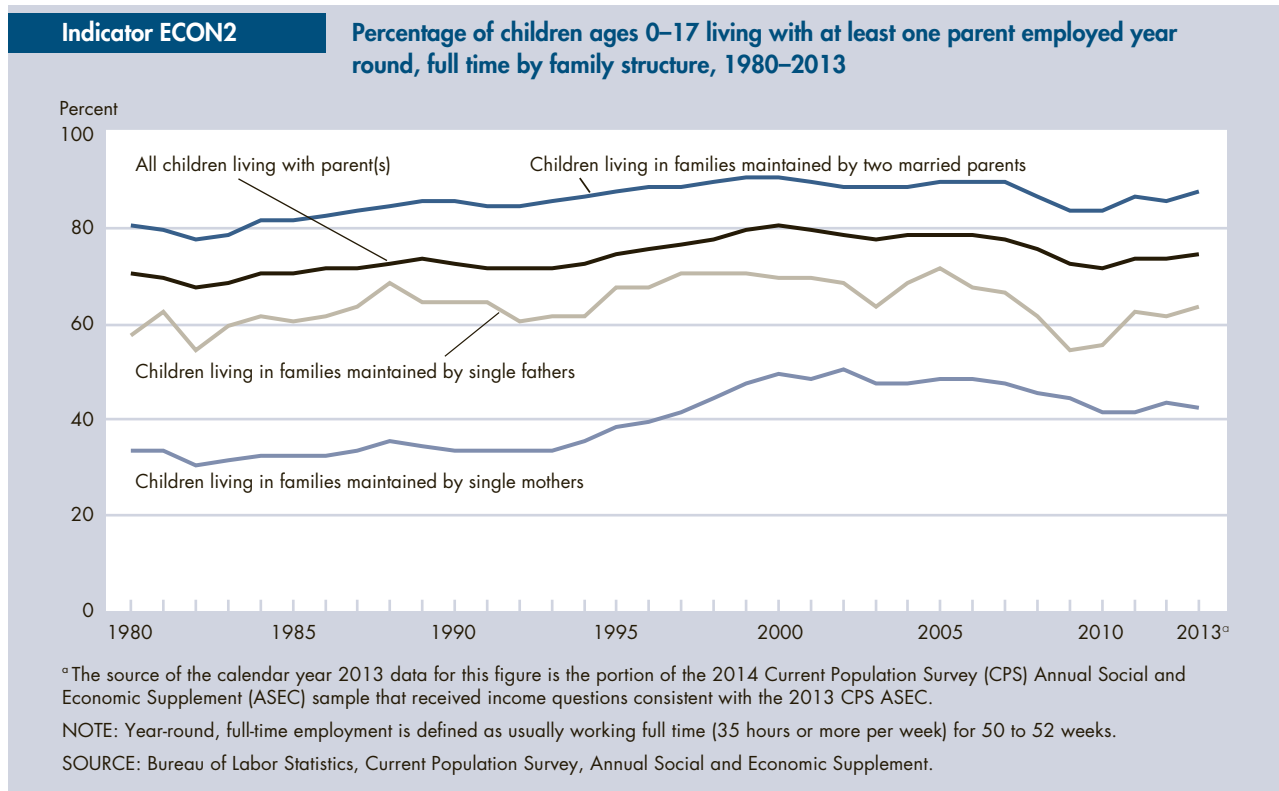 Indicator ECON2
Percentage of children ages 0–17 living with at least one parent employed year
round, full time by family structure, 1980–2013
Percent
100
80
60
40
20
0
All children living with parent(s)
Children living in families maintained by two married parents
Children living in families maintained by single fathers
Children living in families maintained by single mothers
1980 1985 1990 1995 2000 2005 2010 2013ᵃ
ᵃ The source of the calendar year 2013 data for this figure is the portion of the 2014 Current Population Survey (CPS) Annual Social and
Economic Supplement (ASEC) sample that received income questions consistent with the 2013 CPS ASEC.
NOTE: Year-round, full-time employment is defined as usually working full time (35 hours or more per week) for 50 to 52 weeks.
SOURCE: Bureau of Labor Statistics, Current Population Survey, Annual Social and Economic Supplement.